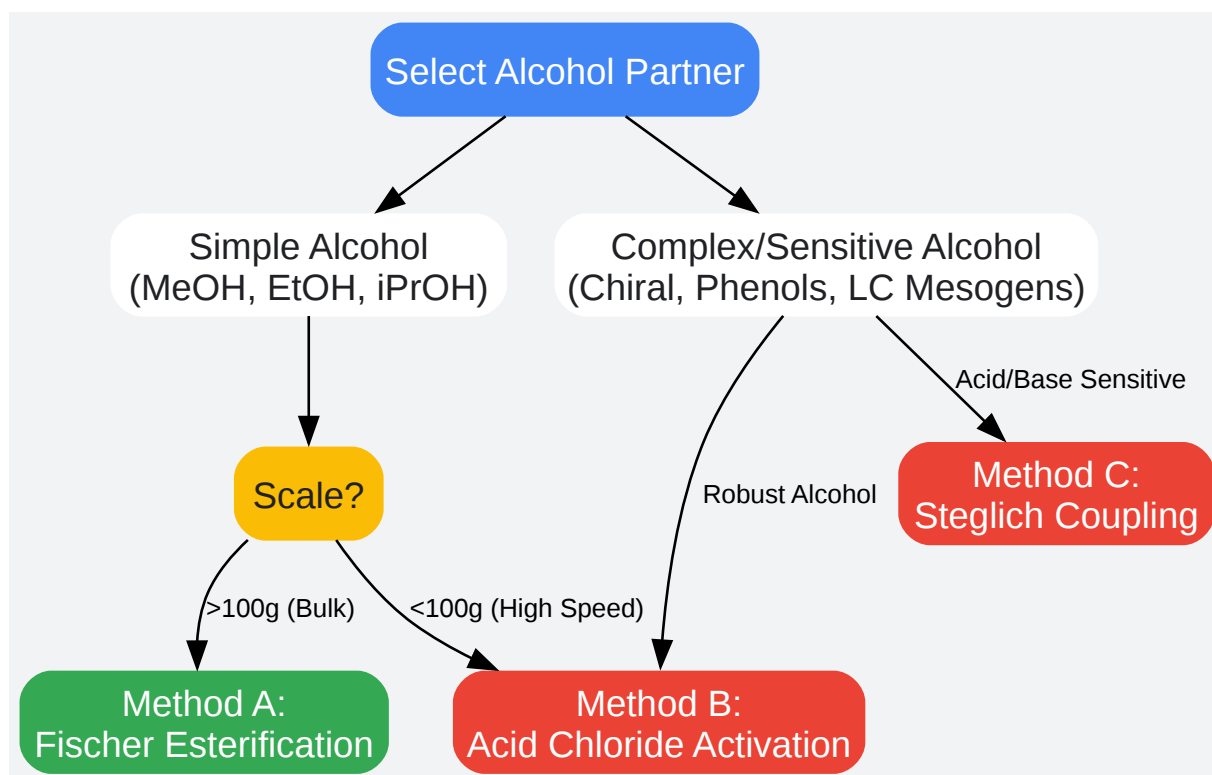 Select Alcohol Partner
Simple Alcohol
(MeOH, EtOH, iPrOH)
Complex/Sensitive Alcohol
(Chiral, Phenols, LC Mesogens)
Acid/Base Sensitive
Scale?
Robust Alcohol
Method C:
Steglich Coupling
>100g (Bulk)
<100g (High Speed)
Method A:
Fischer Esterification
Method B:
Acid Chloride Activation